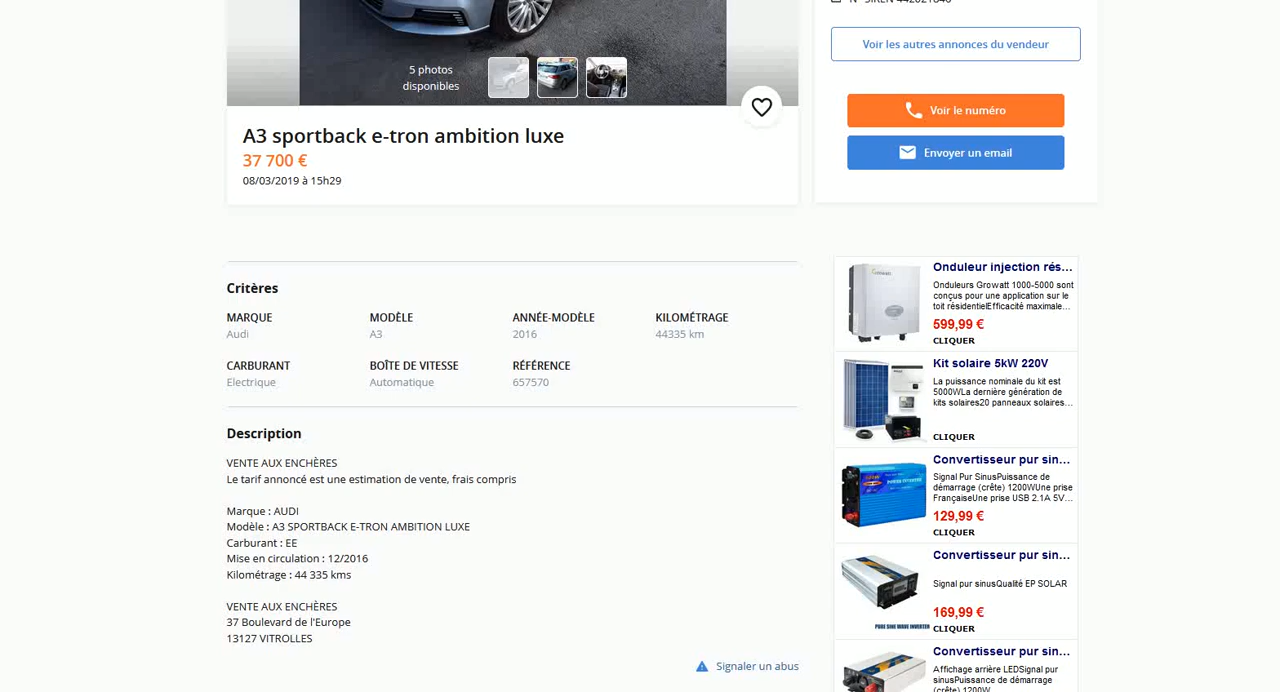 N° SIREN 442021840
Voir les autres annonces du vendeur
5 photos
disponibles
Voir le numéro
Envoyer un email
A3 sportback e-tron ambition luxe
37 700 €
08/03/2019 à 15h29
Critères
MARQUE
Audi
MODÈLE
A3
ANNÉE-MODÈLE
2016
KILOMÉTRAGE
44335 km
CARBURANT
Electrique
BOÎTE DE VITESSE
Automatique
RÉFÉRENCE
657570
Description
VENTE AUX ENCHÈRES
Le tarif annoncé est une estimation de vente, frais compris
Marque : AUDI
Modèle : A3 SPORTBACK E-TRON AMBITION LUXE
Carburant : EE
Mise en circulation : 12/2016
Kilométrage : 44 335 kms
VENTE AUX ENCHÈRES
37 Boulevard de l'Europe
13127 VITROLLES
Signaler un abus
Onduleur injection rés...
Onduleurs Growatt 1000-5000 sont
conçus pour une application sur le
toit résidentielEfficacité maximale...
599,99 €
CLIQUER
Kit solaire 5kW 220V
La puissance nominale du kit est
5000WLa dernière génération de
kits solaires20 panneaux solaires...
CLIQUER
Convertisseur pur sin...
Signal Pur SinusPuissance de
démarrage (crête) 1200WUne prise
FrançaiseUne prise USB 2.1A 5V...
129,99 €
CLIQUER
Convertisseur pur sin...
Signal pur sinusQualité EP SOLAR
169,99 €
PURE SINE WAVE INVERTER
CLIQUER
Convertisseur pur sin...
Affichage arrière LEDSignal pur
sinusPuissance de démarrage
(crête) 1200W